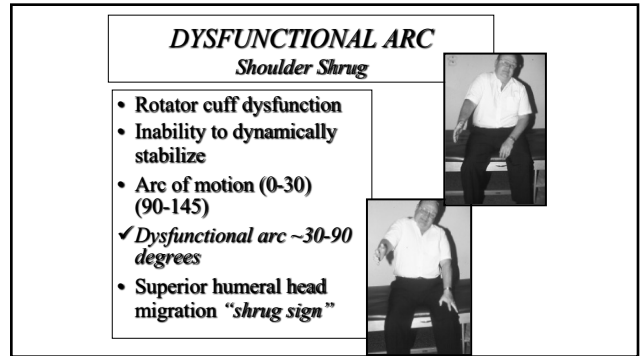 DYSFUNCTIONAL ARC
Shoulder Shrug
• Rotator cuff dysfunction
• Inability to dynamically
stabilize
• Arc of motion (0-30)
(90-145)
✓Dysfunctional arc ~30-90
degrees
• Superior humeral head
migration “shrug sign”